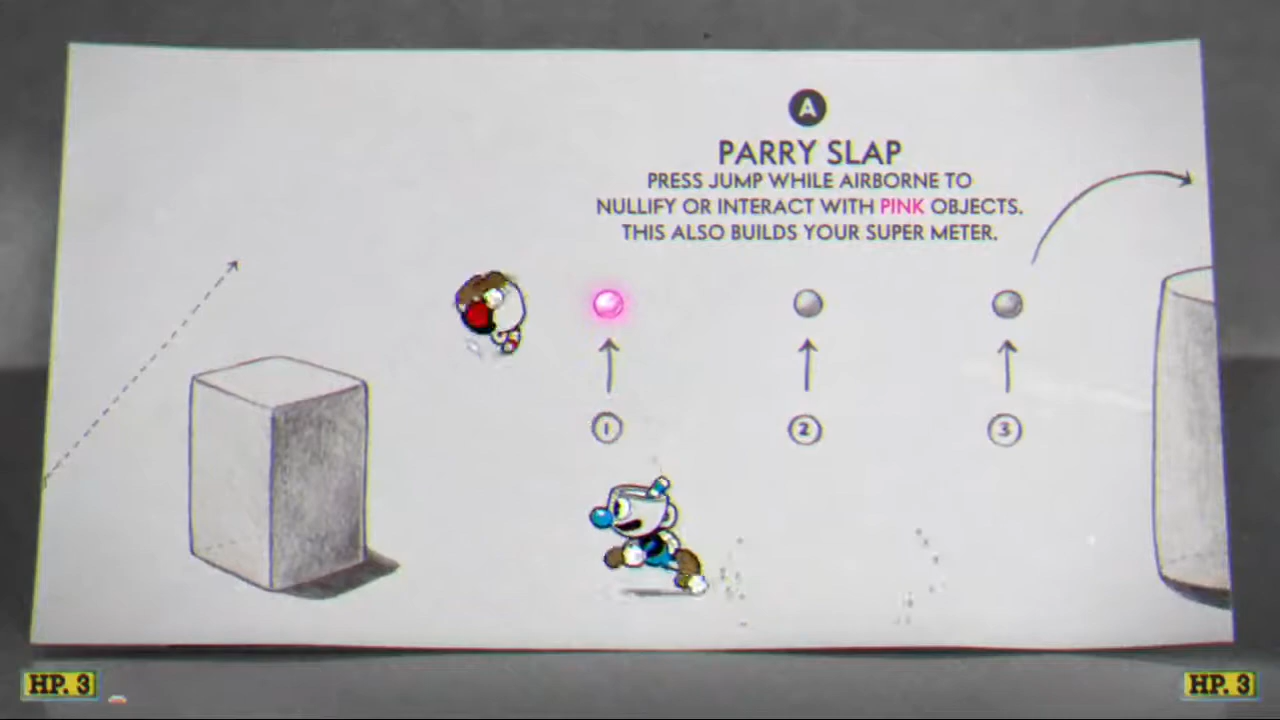 A
PARRY SLAP
PRESS JUMP WHILE AIRBORNE TO
NULLIFY OR INTERACT WITH PINK OBJECTS.
THIS ALSO BUILDS YOUR SUPER METER.
1 2 3
HP. 3 HP. 3